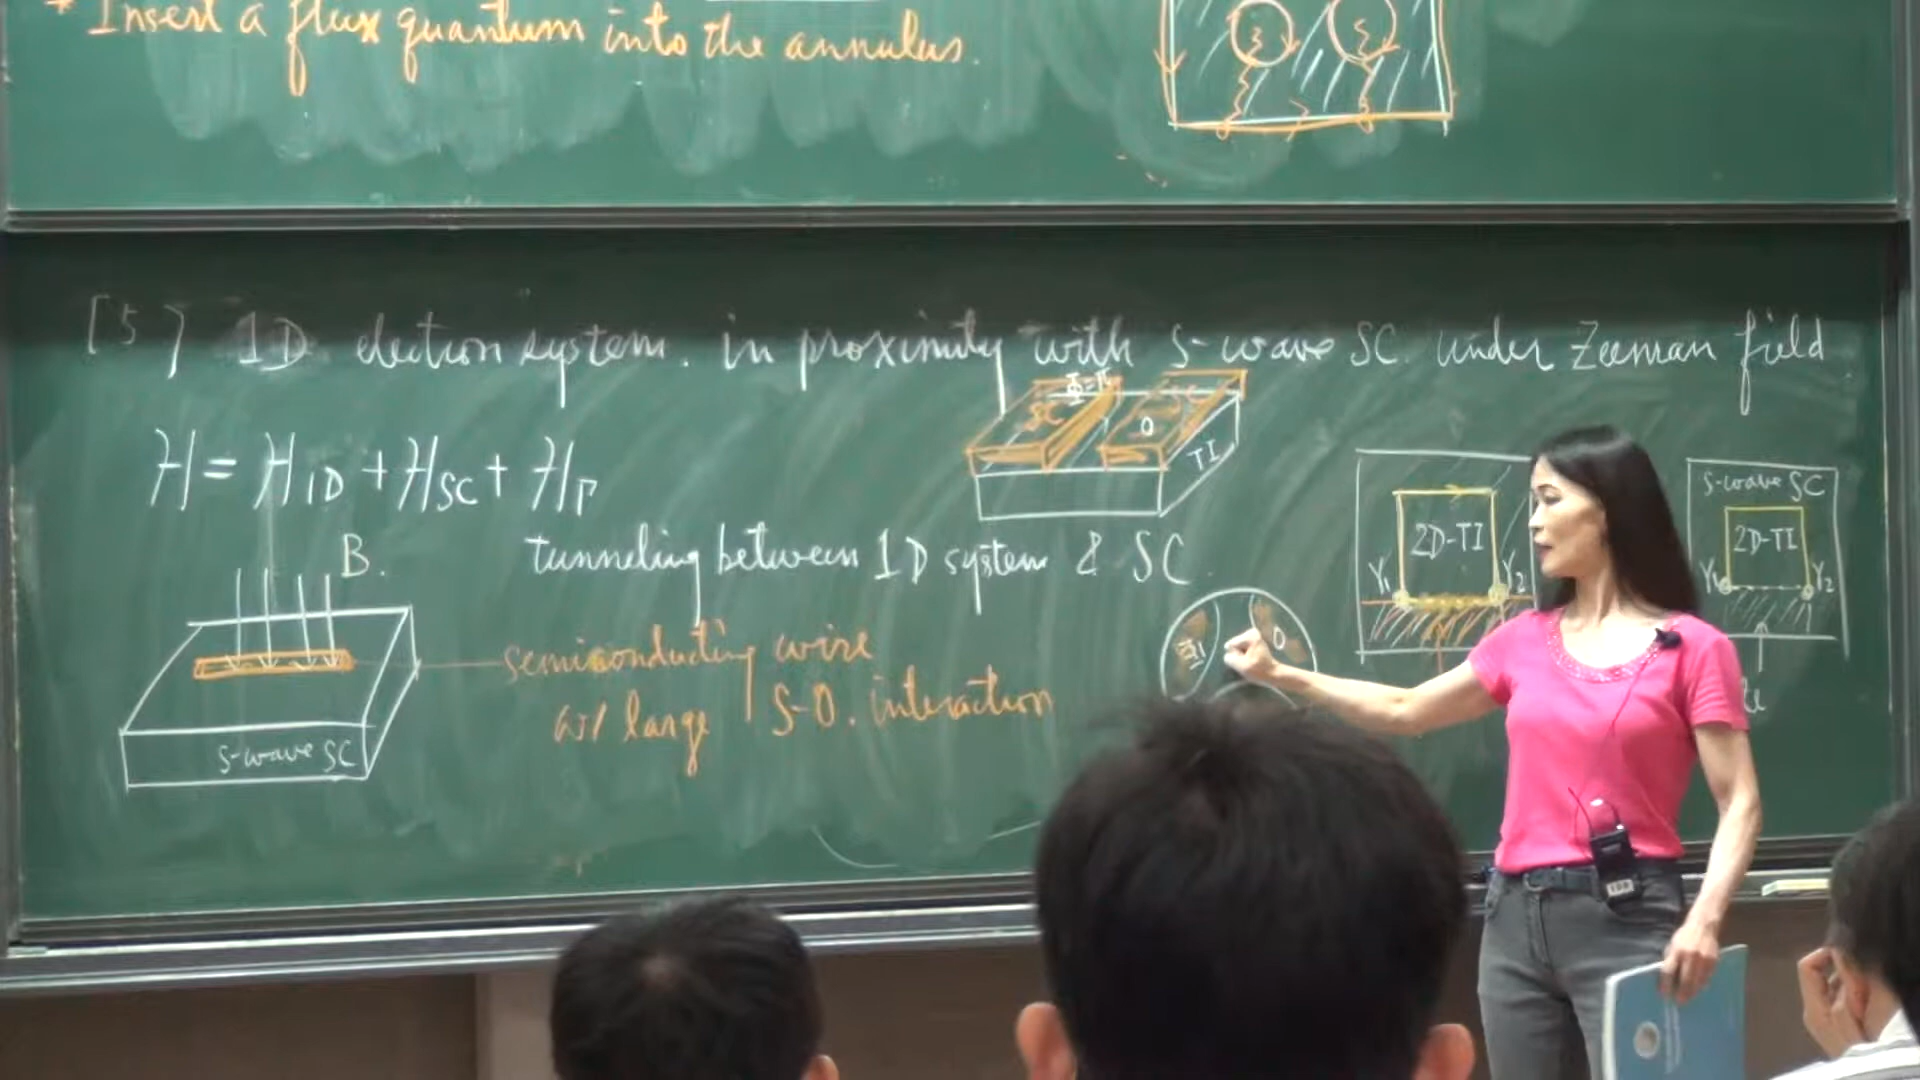 * Insert a flux quantum into the annulus.
[5] 1D electron system. in proximity with s-wave SC. under Zeeman field
H = H1D + HSC + HP
tunneling between 1D system & SC.
B.
semiconducting wire
w/ large S-O. interaction
s-wave SC
Φ=π
SC
0
TI
0
2D-TI
γ1 γ2
s-wave SC
2D-TI
γ1 γ2